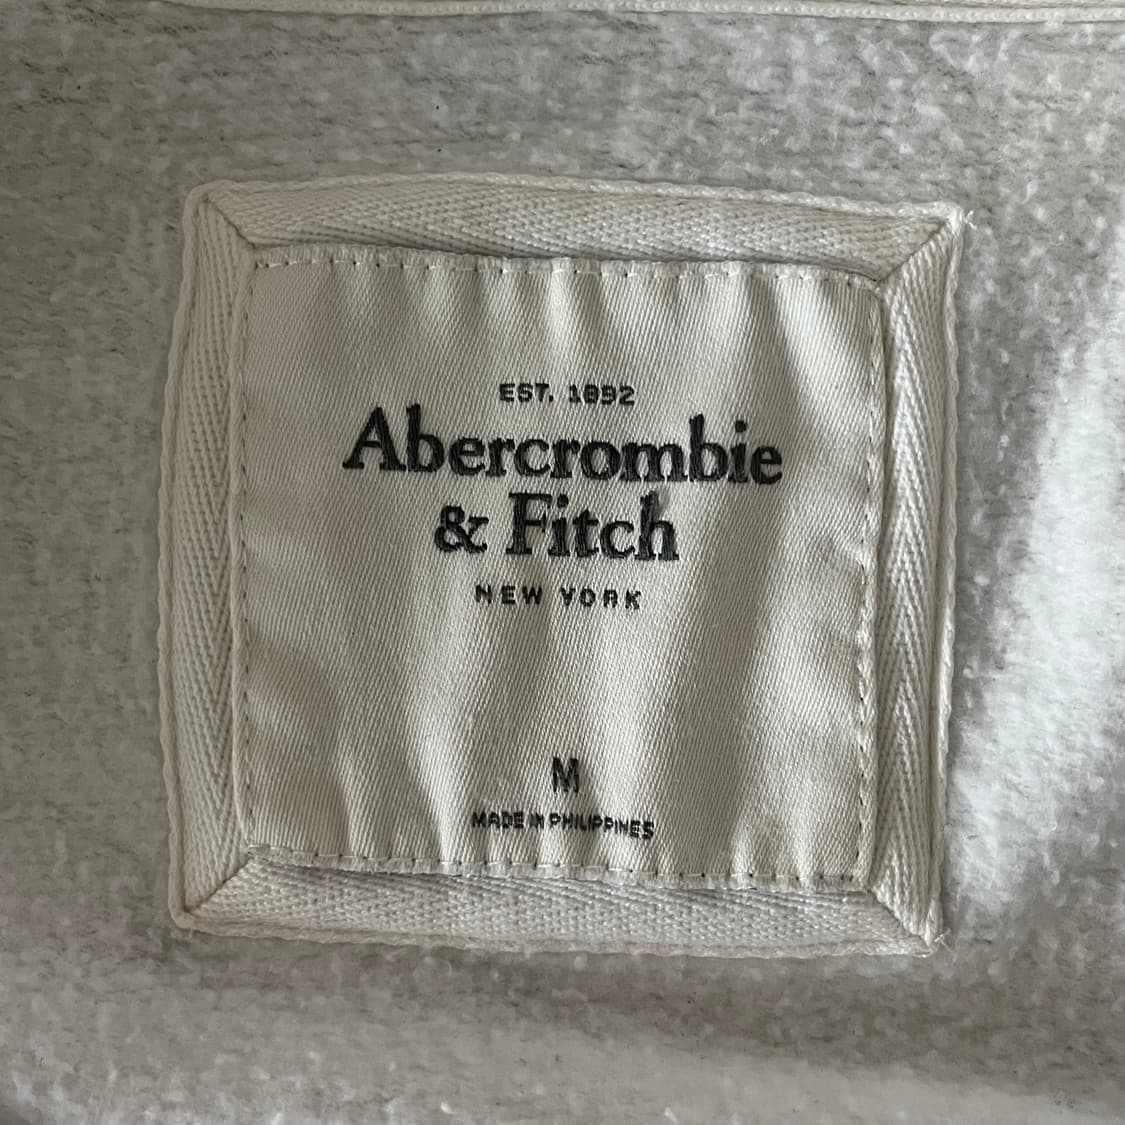 EST. 1892
Abercrombie
& Fitch
NEW YORK
M
MADE IN PHILIPPINES